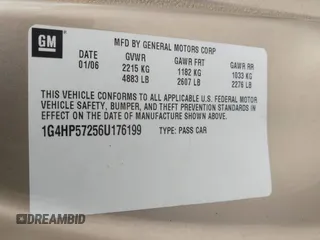 GM
MFD BY GENERAL MOTORS CORP
DATE GVWR GAWR FRT GAWR RR
01/06 2215 KG 1182 KG 1033 KG
4883 LB 2607 LB 2276 LB
THIS VEHICLE CONFORMS TO ALL APPLICABLE U.S. FEDERAL MOTOR
VEHICLE SAFETY, BUMPER, AND THEFT PREVENTION STANDARDS
IN EFFECT ON THE DATE OF MANUFACTURE SHOWN ABOVE.
1G4HP57256U176199 TYPE: PASS CAR
DREAMBID